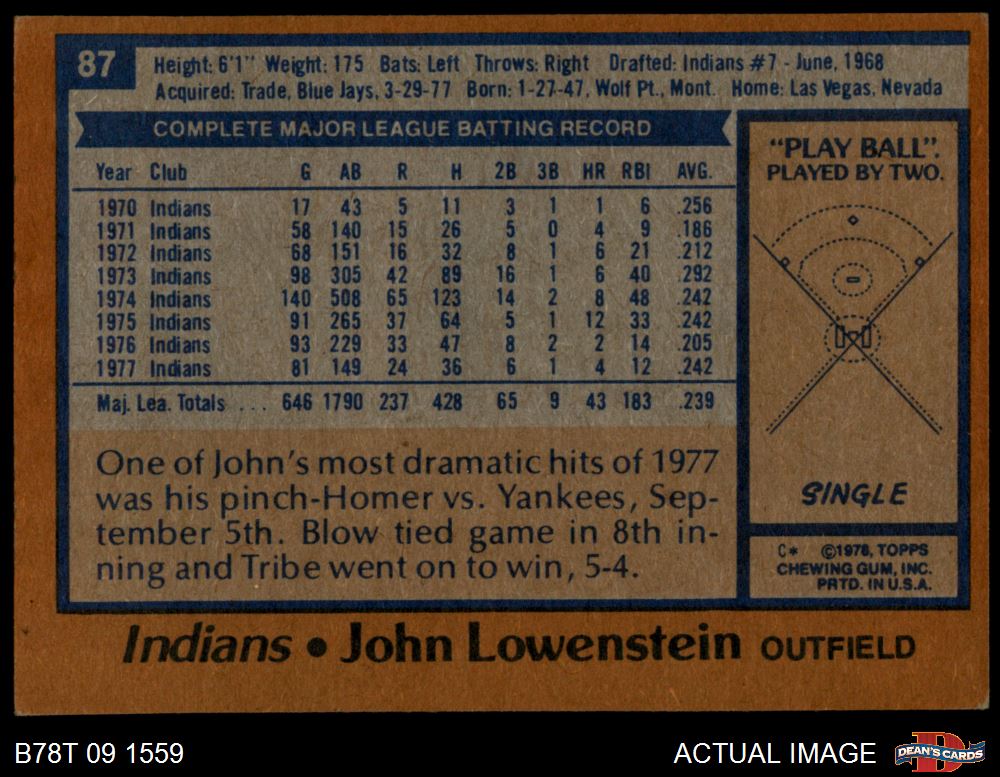 87
Height: 6'1" Weight: 175 Bats: Left Throws: Right Drafted: Indians #7 - June, 1968
Acquired: Trade, Blue Jays, 3-29-77 Born: 1-27-47, Wolf Pt., Mont. Home: Las Vegas, Nevada
COMPLETE MAJOR LEAGUE BATTING RECORD
Year Club G AB R H 2B 3B HR RBI AVG.
1970 Indians 17 43 5 11 3 1 1 6 .256
1971 Indians 58 140 15 26 5 0 4 9 .186
1972 Indians 68 151 16 32 8 1 6 21 .212
1973 Indians 98 305 42 89 16 1 6 40 .292
1974 Indians 140 508 65 123 14 2 8 48 .242
1975 Indians 91 265 37 64 5 1 12 33 .242
1976 Indians 93 229 33 47 8 2 2 14 .205
1977 Indians 81 149 24 36 6 1 4 12 .242
Maj. Lea. Totals ... 646 1790 237 428 65 9 43 183 .239
One of John's most dramatic hits of 1977
was his pinch-Homer vs. Yankees, Sep-
tember 5th. Blow tied game in 8th in-
ning and Tribe went on to win, 5-4.
"PLAY BALL".
PLAYED BY TWO.
SINGLE
C* ©1978, TOPPS
CHEWING GUM, INC.
PRTD. IN U.S.A.
Indians • John Lowenstein OUTFIELD
B78T 09 1559
ACTUAL IMAGE
D
DEAN'S CARDS